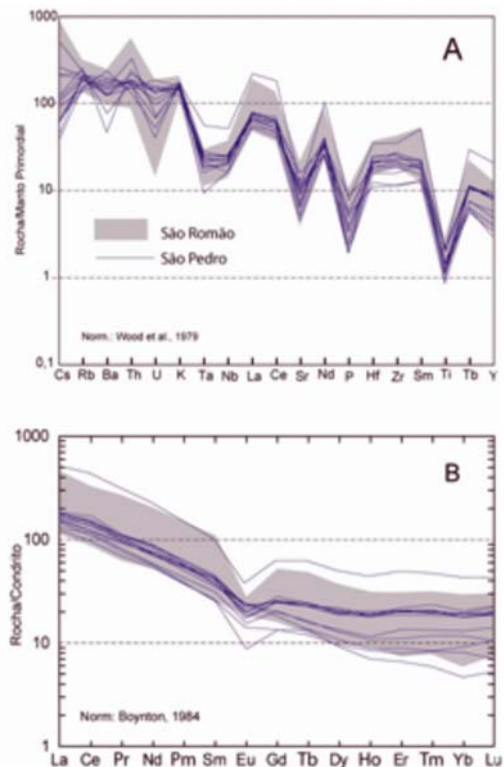 1000
A
100
10
1
0,1
Rocha/Manto Primordial
São Romão
São Pedro
Norm.: Wood et al., 1979
Cs Rb Ba Th U K Ta Nb La Ce Sr Nd P Hf Zr Sm Ti Tb Y
1000
B
100
10
1
Rocha/Condrito
Norm: Boynton, 1984
La Ce Pr Nd Pm Sm Eu Gd Tb Dy Ho Er Tm Yb Lu